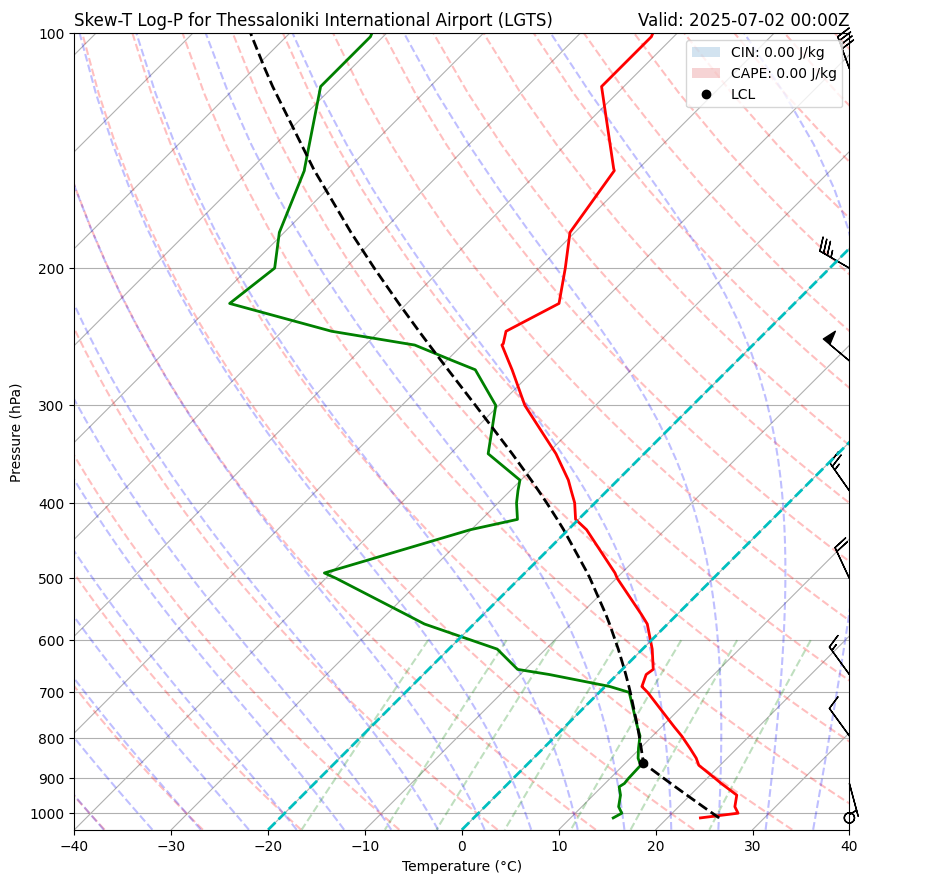 Skew-T Log-P for Thessaloniki International Airport (LGTS)
Valid: 2025-07-02 00:00Z
CIN: 0.00 J/kg
CAPE: 0.00 J/kg
LCL
Pressure (hPa)
100
200
300
400
500
600
700
800
900
1000
−40
−30
−20
−10
0
10
20
30
40
Temperature (°C)